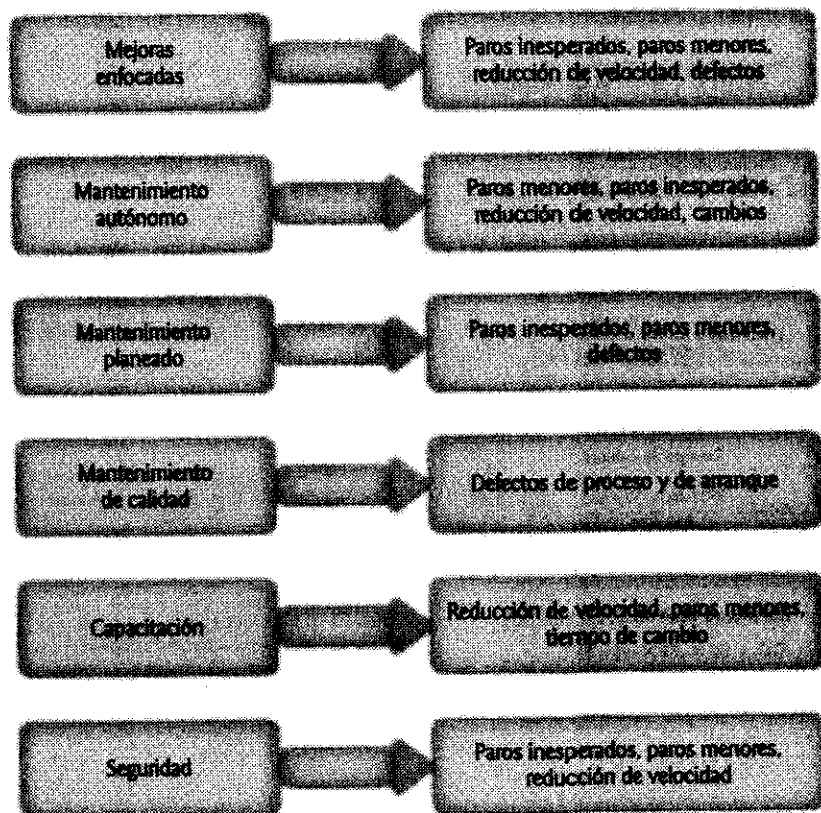 Mejoras
enfocadas
Paros inesperados, paros menores,
reducción de velocidad, defectos
Mantenimiento
autónomo
Paros menores, paros inesperados,
reducción de velocidad, cambios
Mantenimiento
planeado
Paros inesperados, paros menores,
defectos
Mantenimiento
de calidad
Defectos de proceso y de arranque
Capacitación
Reducción de velocidad, paros menores,
tiempo de cambio
Seguridad
Paros inesperados, paros menores,
reducción de velocidad